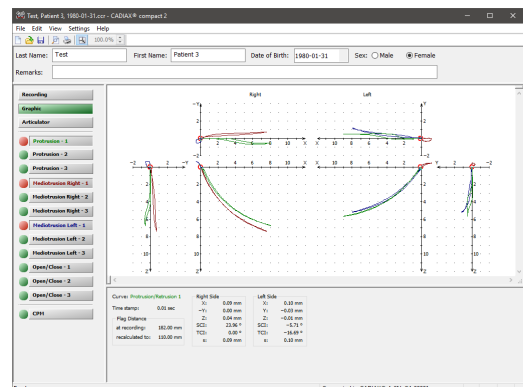 Test, Patient 3, 1980-01-31.ccr - CADIAX® compact 2
File Edit View Settings Help
100.0%
Last Name: Test First Name: Patient 3 Date of Birth: 1980-01-31 Sex: Male Female
Remarks:
Recording
Graphic
Articulator
Protrusion - 1
Protrusion - 2
Protrusion - 3
Mediotrusion Right - 1
Mediotrusion Right - 2
Mediotrusion Right - 3
Mediotrusion Left - 1
Mediotrusion Left - 2
Mediotrusion Left - 3
Open/Close - 1
Open/Close - 2
Open/Close - 3
CPM
Right Left
Curve: Protrusion/Retrusion 1
Time stamp: 0.01 sec
Flag Distance
at recording: 182.00 mm
recalculated to: 110.00 mm
Right Side
X: 0.09 mm
-Y: 0.00 mm
Z: 0.04 mm
SCI: 23.96 °
TCI: 0.00 °
s: 0.09 mm
Left Side
X: 0.10 mm
-Y: -0.03 mm
Z: -0.01 mm
SCI: -5.71 °
TCI: -16.69 °
s: 0.10 mm